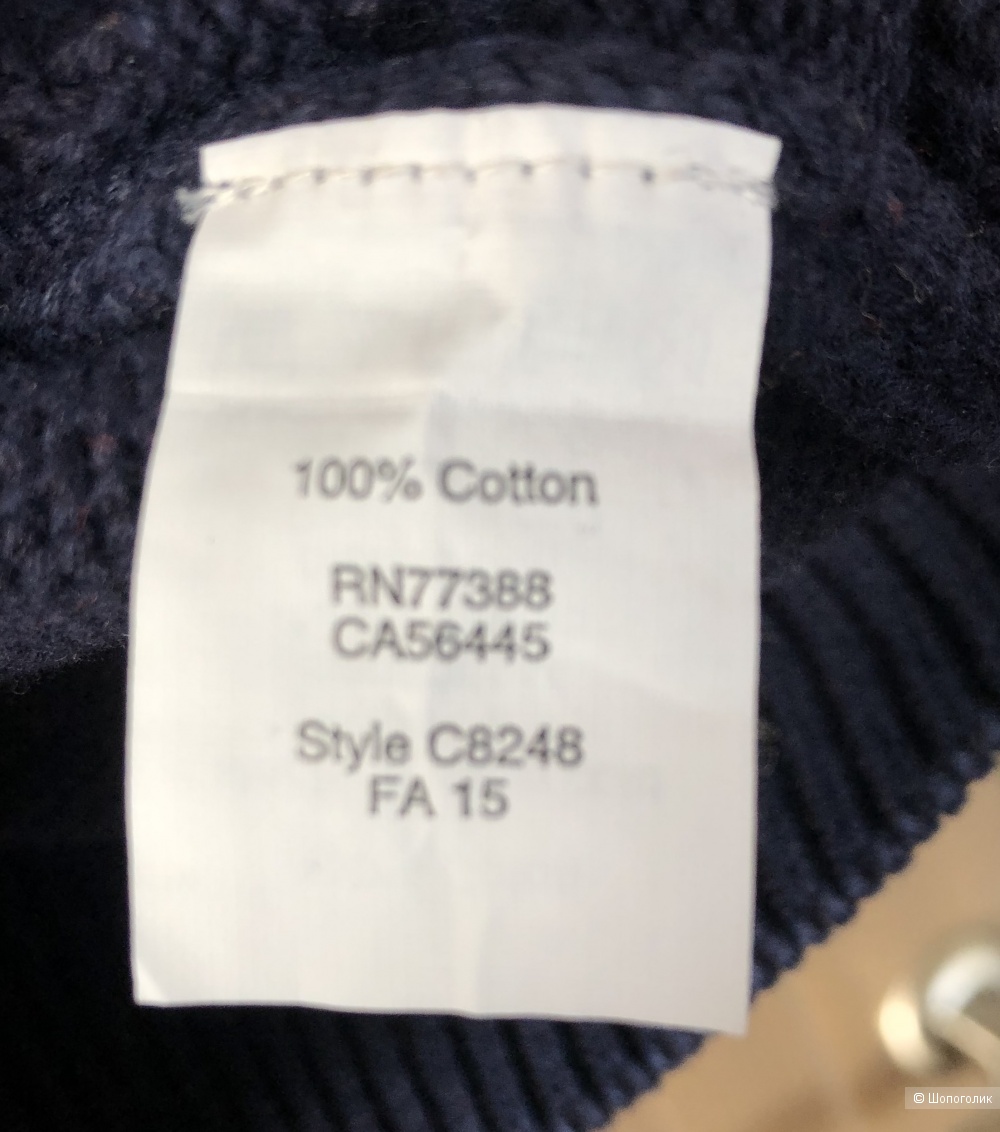 100% Cotton
RN77388
CA56445
Style C8248
FA 15
© Шопоголик